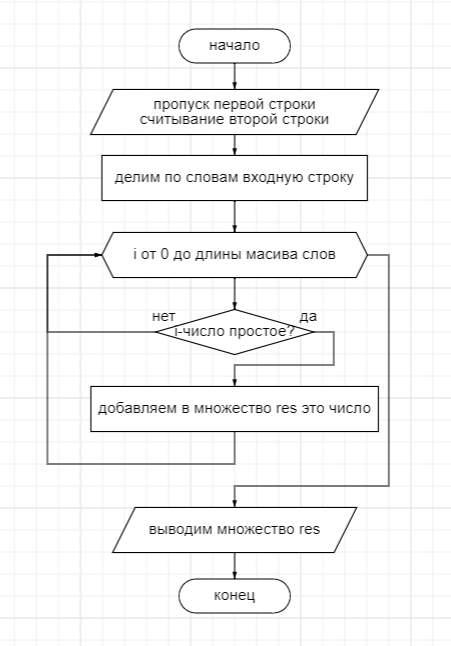 начало
пропуск первой строки
считывание второй строки
делим по словам входную строку
i от 0 до длины масива слов
нет
да
i-число простое?
добавляем в множество res это число
выводим множество res
конец